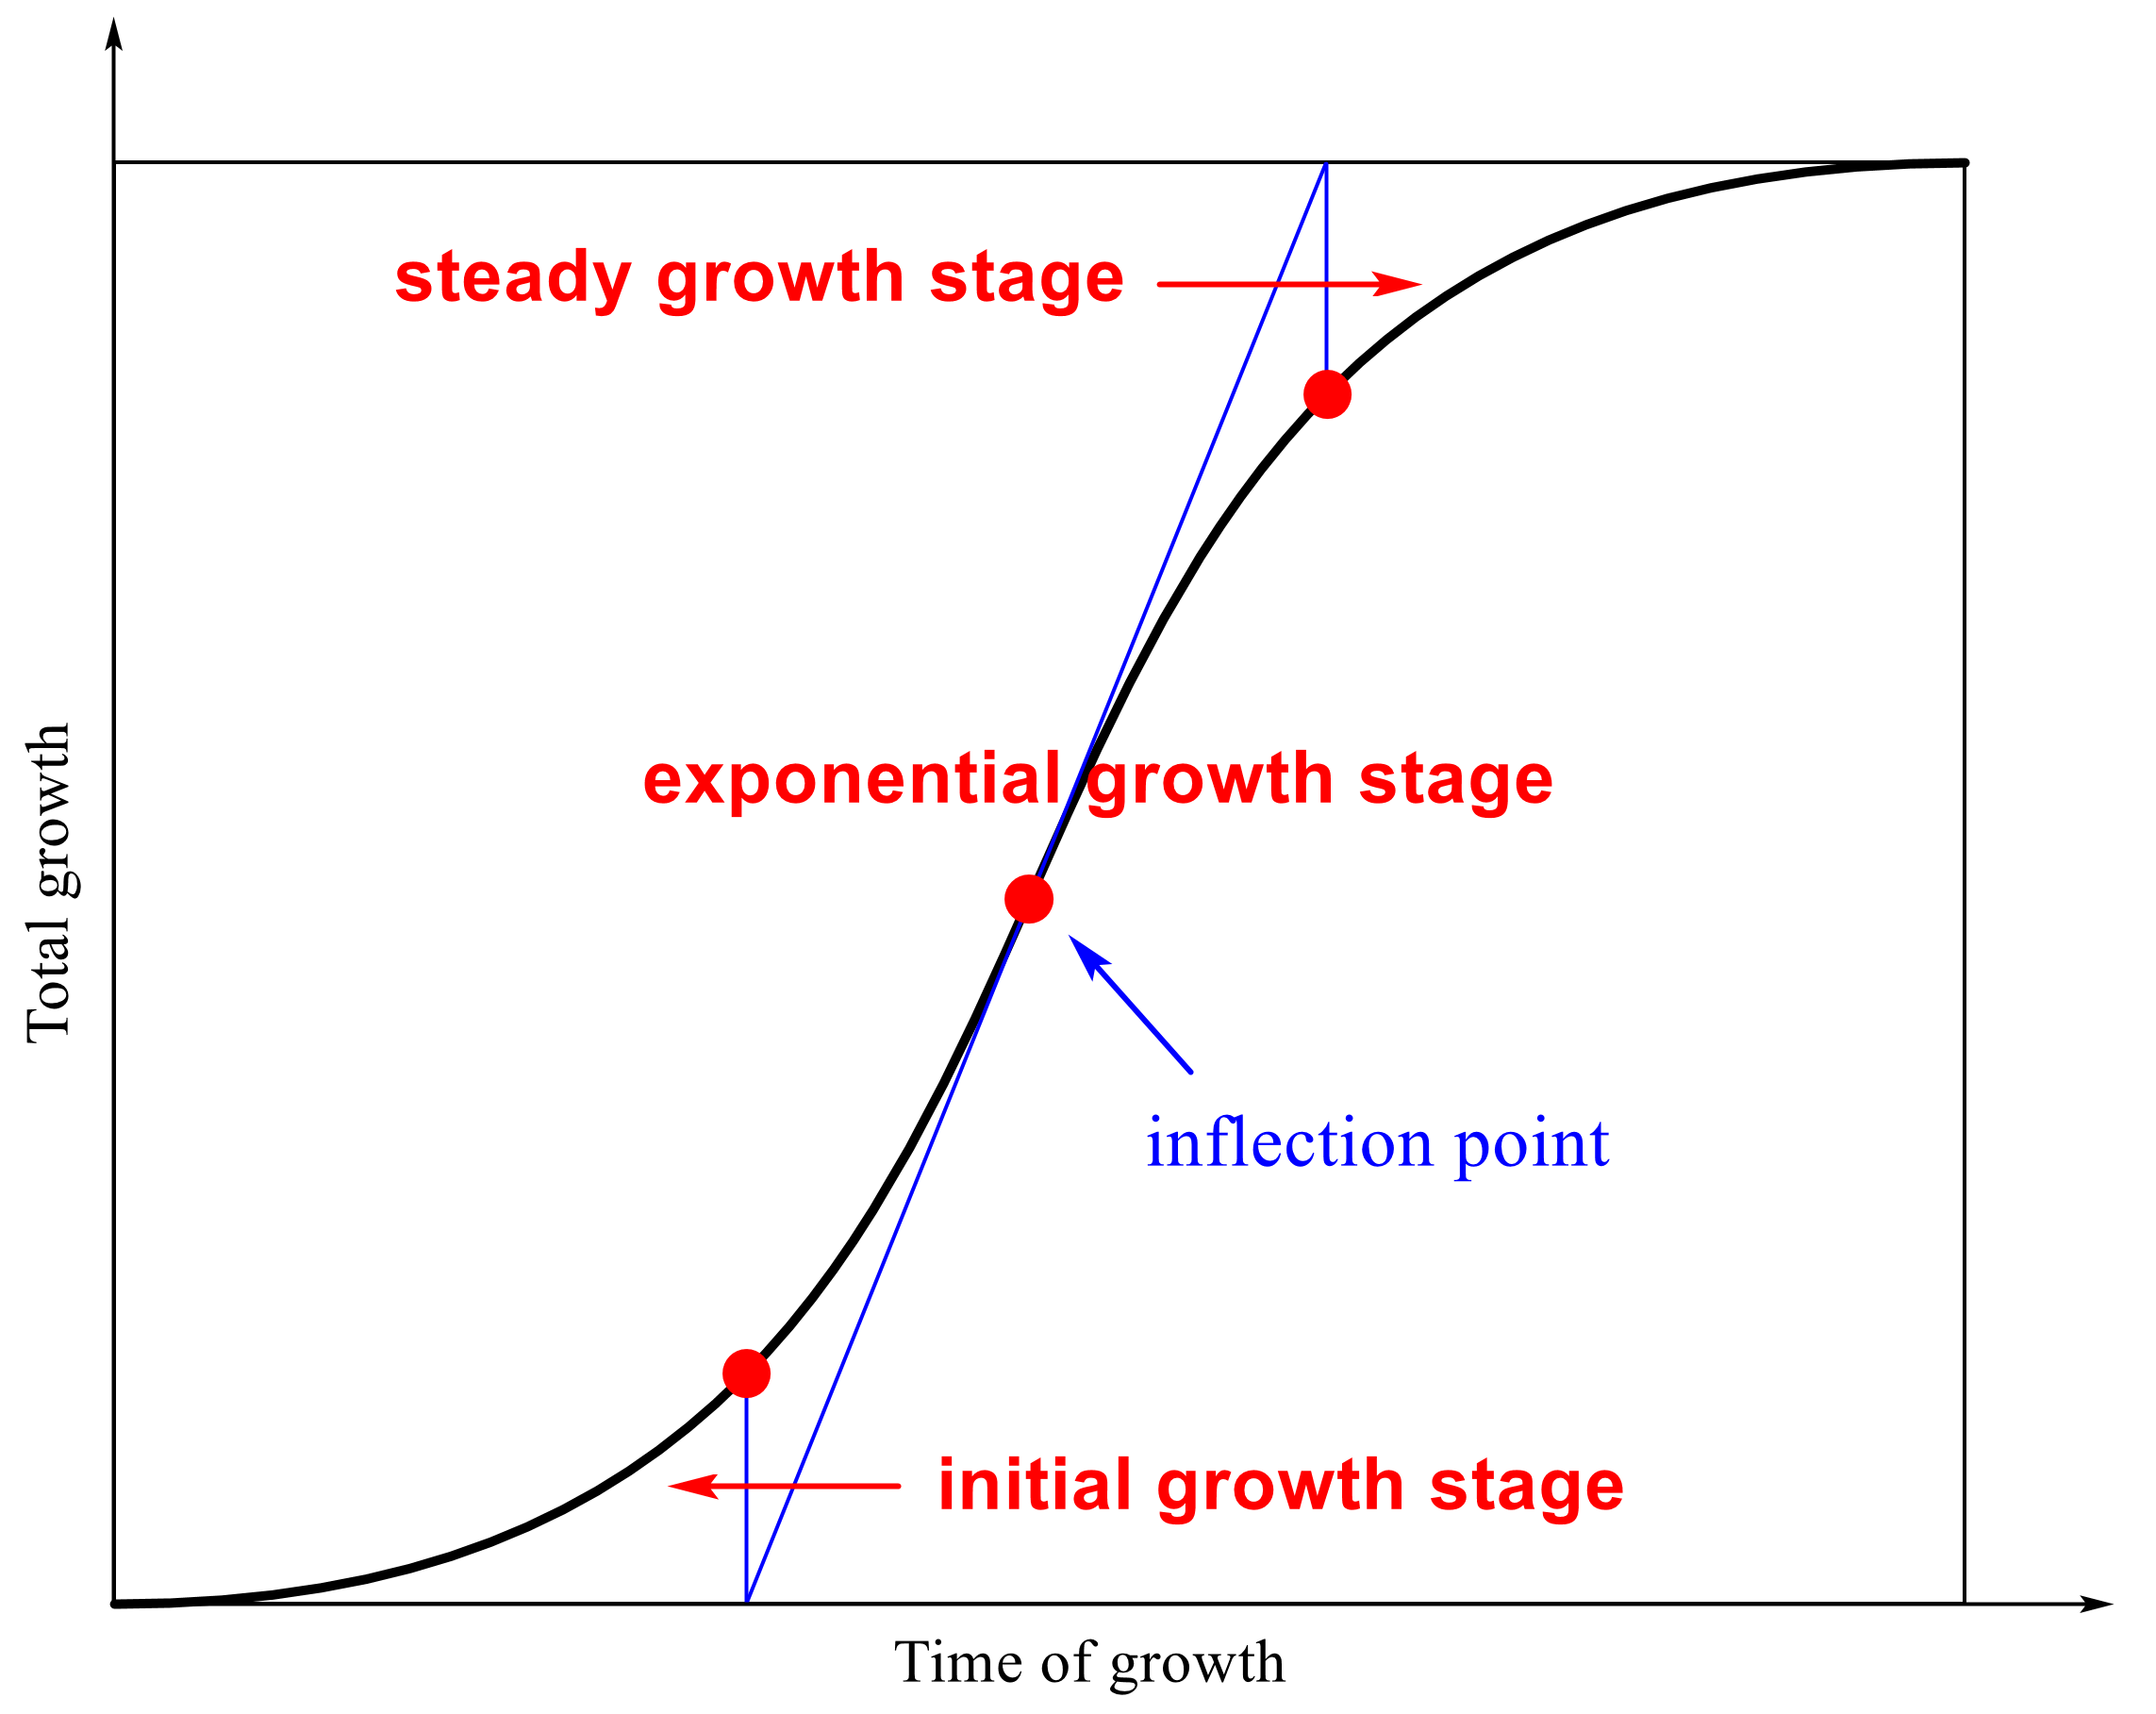 steady growth stage
exponential growth stage
Total growth
inflection point
initial growth stage
Time of growth